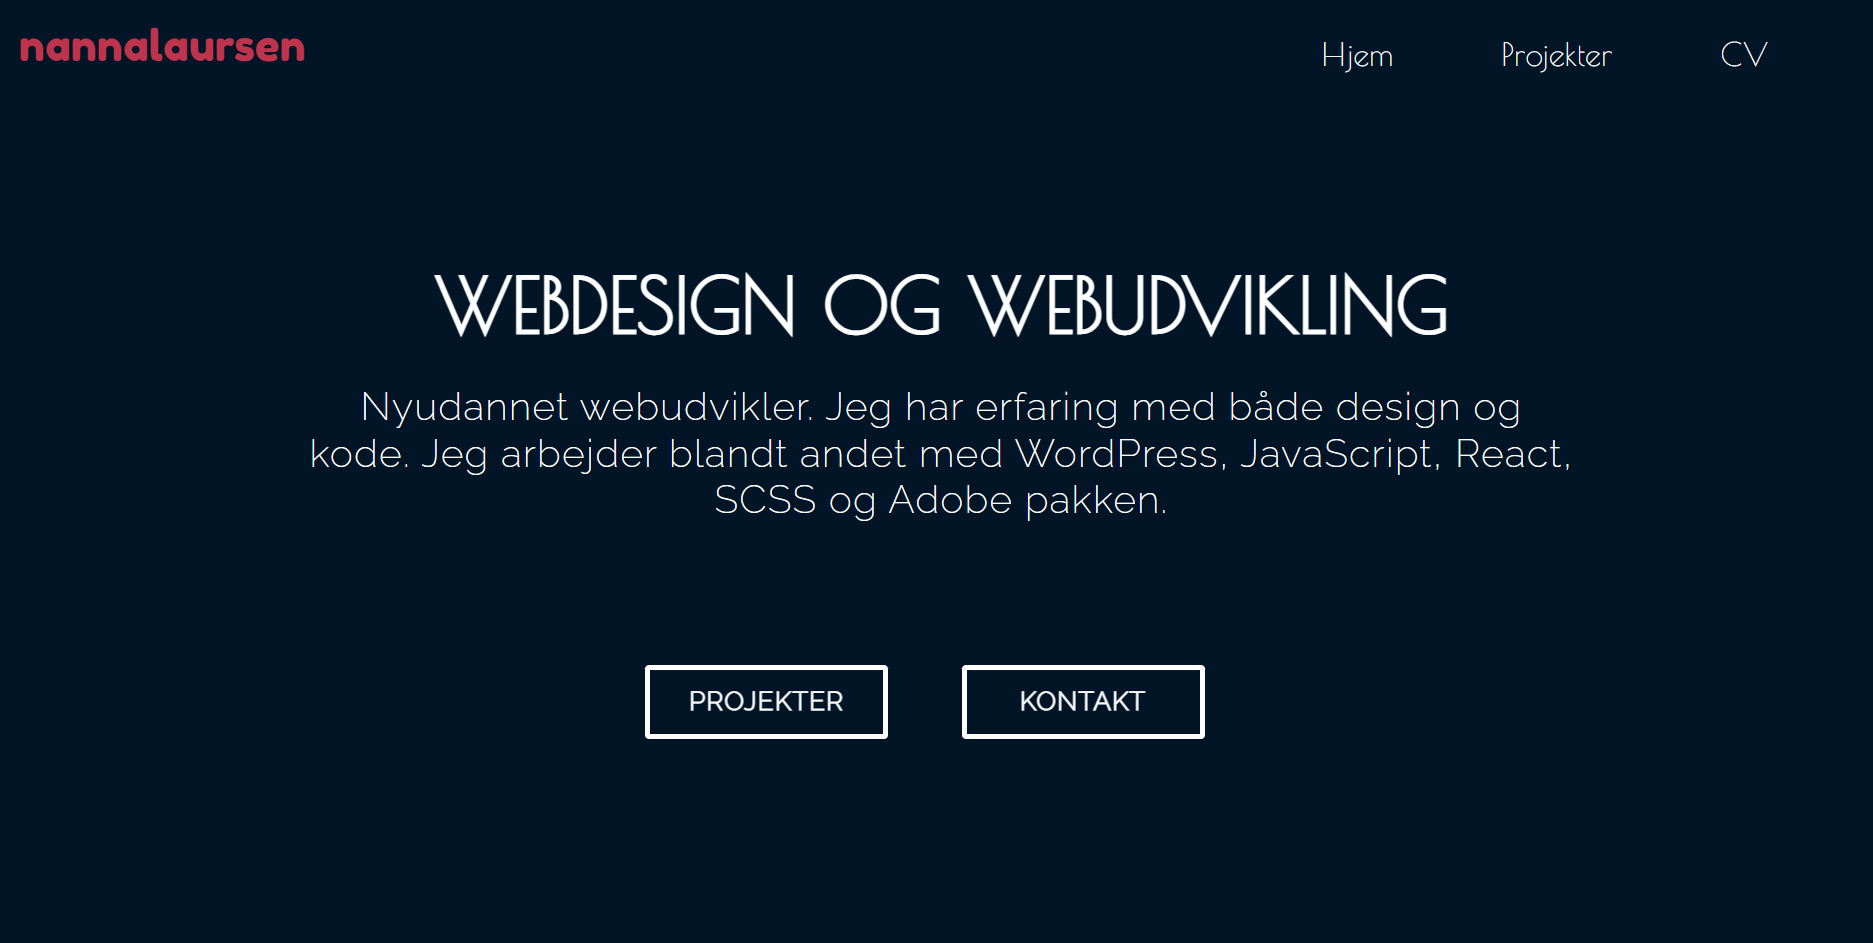 nannalaursen
Hjem Projekter CV
WEBDESIGN OG WEBUDVIKLING
Nyudannet webudvikler. Jeg har erfaring med både design og
kode. Jeg arbejder blandt andet med WordPress, JavaScript, React,
SCSS og Adobe pakken.
PROJEKTER KONTAKT